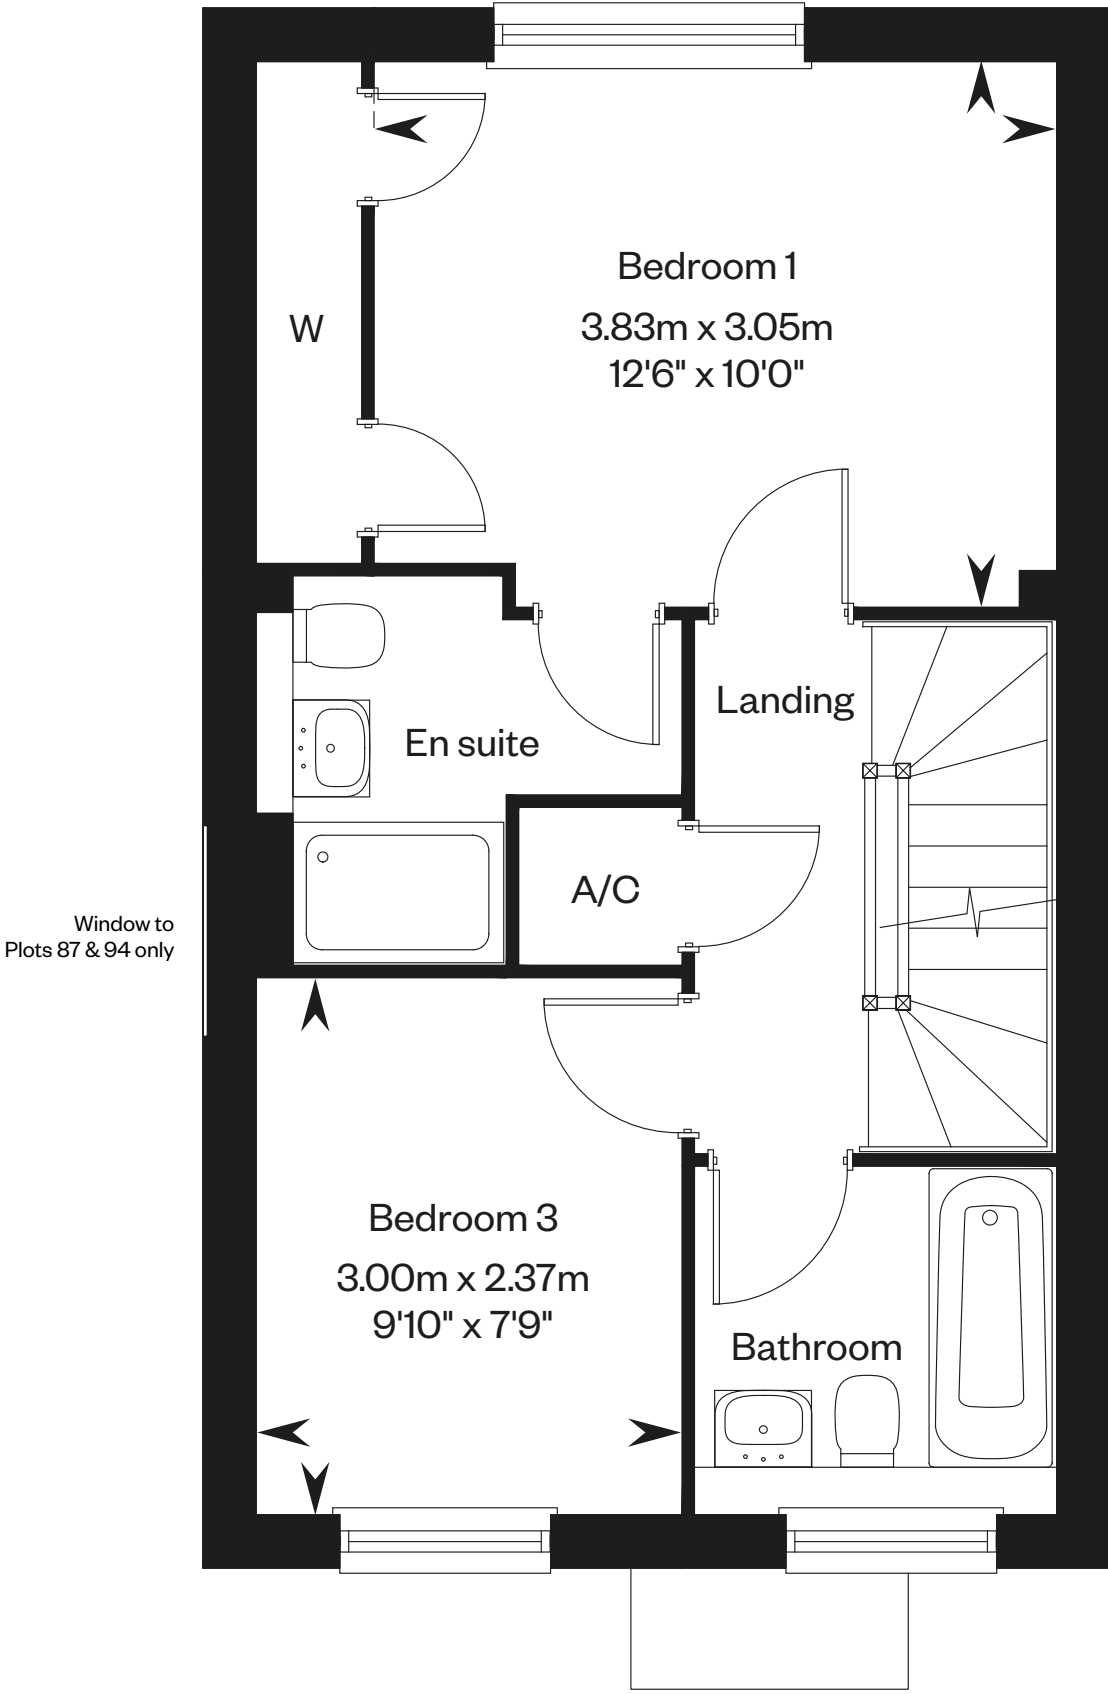 Bedroom 1
3.83m x 3.05m
12'6" x 10'0"
W
Landing
En suite
A/C
Window to
Plots 87 & 94 only
Bedroom 3
3.00m x 2.37m
9'10" x 7'9"
Bathroom